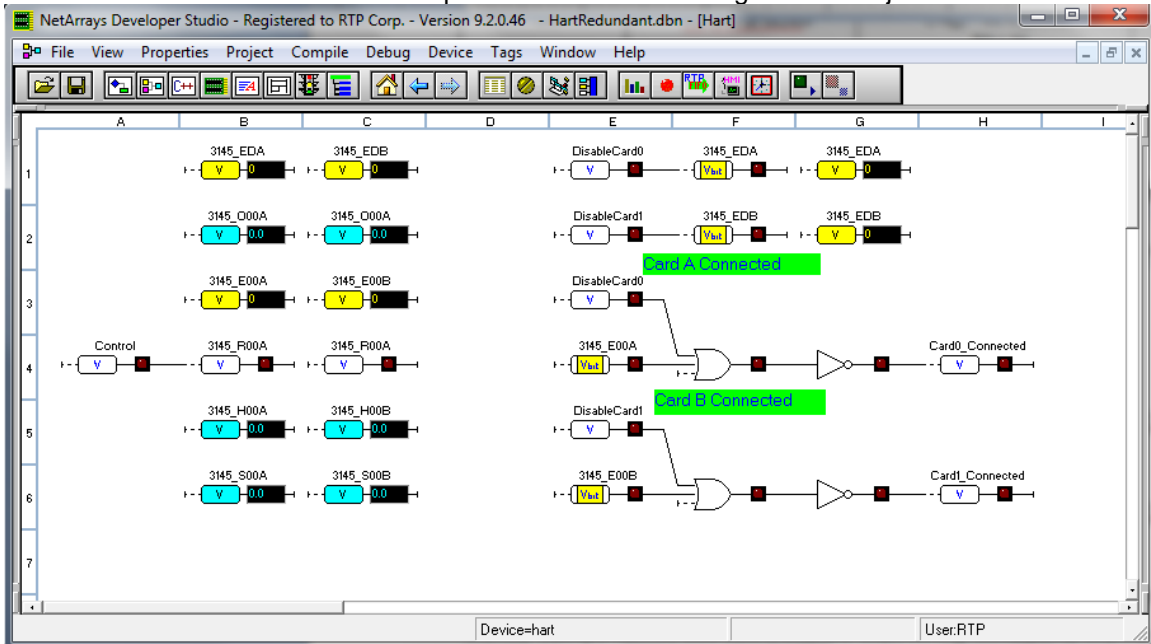 NetArrays Developer Studio - Registered to RTP Corp. - Version 9.2.0.46 - HartRedundant.dbn - [Hart]
File View Properties Project Compile Debug Device Tags Window Help
C++ RTP HMI
A B C D E F G H I
3145_EDA 3145_EDB DisableCard0 3145_EDA 3145_EDA
1 V 0 V 0 V Vbit V 0
3145_O00A 3145_O00A DisableCard1 3145_EDB 3145_EDB
2 V 0.0 V 0.0 V Vbit V 0
Card A Connected
3145_E00A 3145_E00B DisableCard0
3 V 0 V 0 V
Control 3145_R00A 3145_R00A 3145_E00A Card0_Connected
4 V V V Vbit V
Card B Connected
3145_H00A 3145_H00B DisableCard1
5 V 0.0 V 0.0 V
3145_S00A 3145_S00B 3145_E00B Card1_Connected
6 V 0.0 V 0.0 Vbit V
7
Device=hart User:RTP